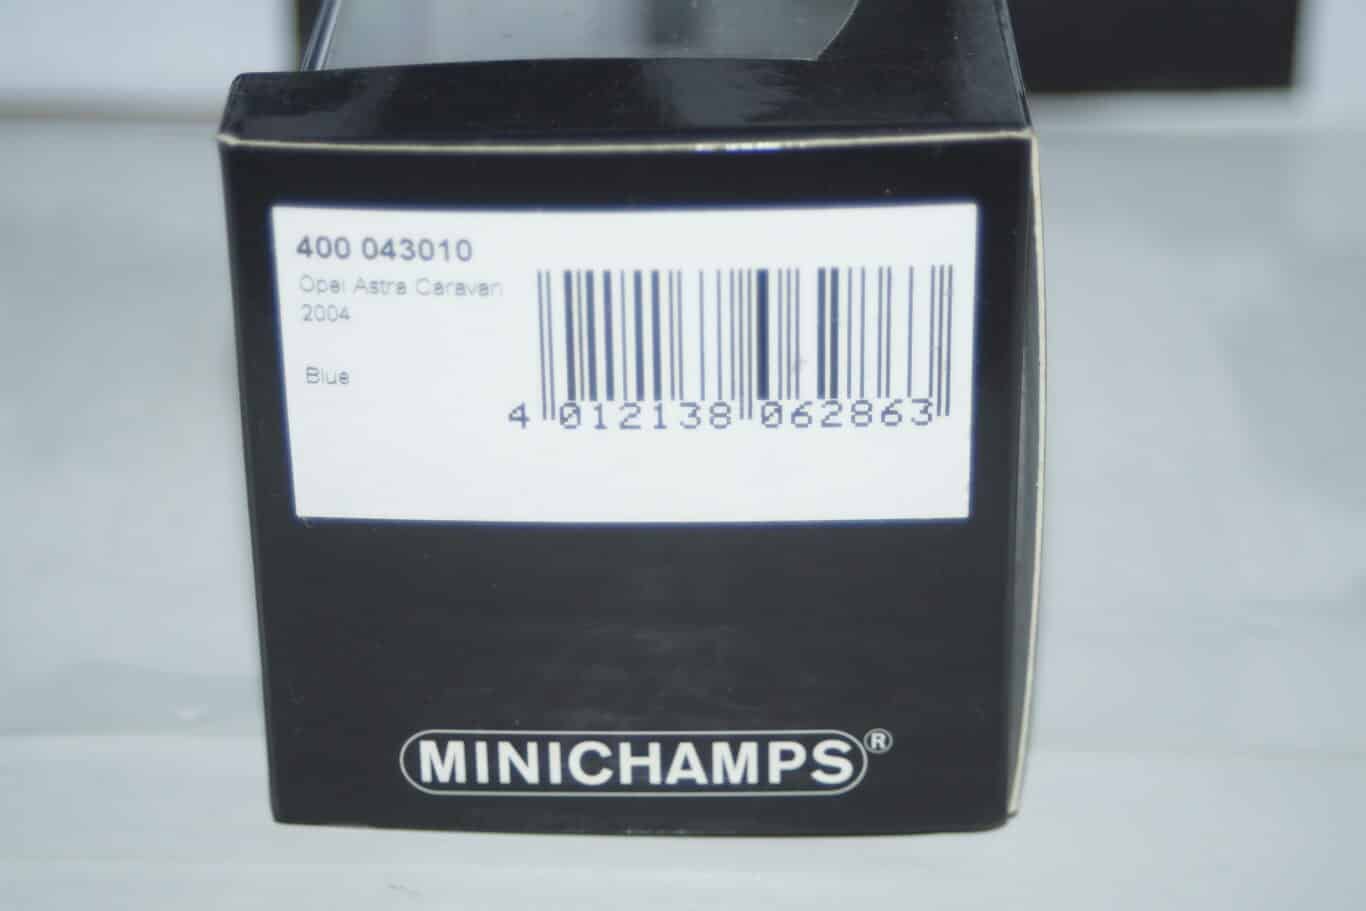 400 043010
Opel Astra Caravan
2004
Blue
4 012138 062863
MINICHAMPS®